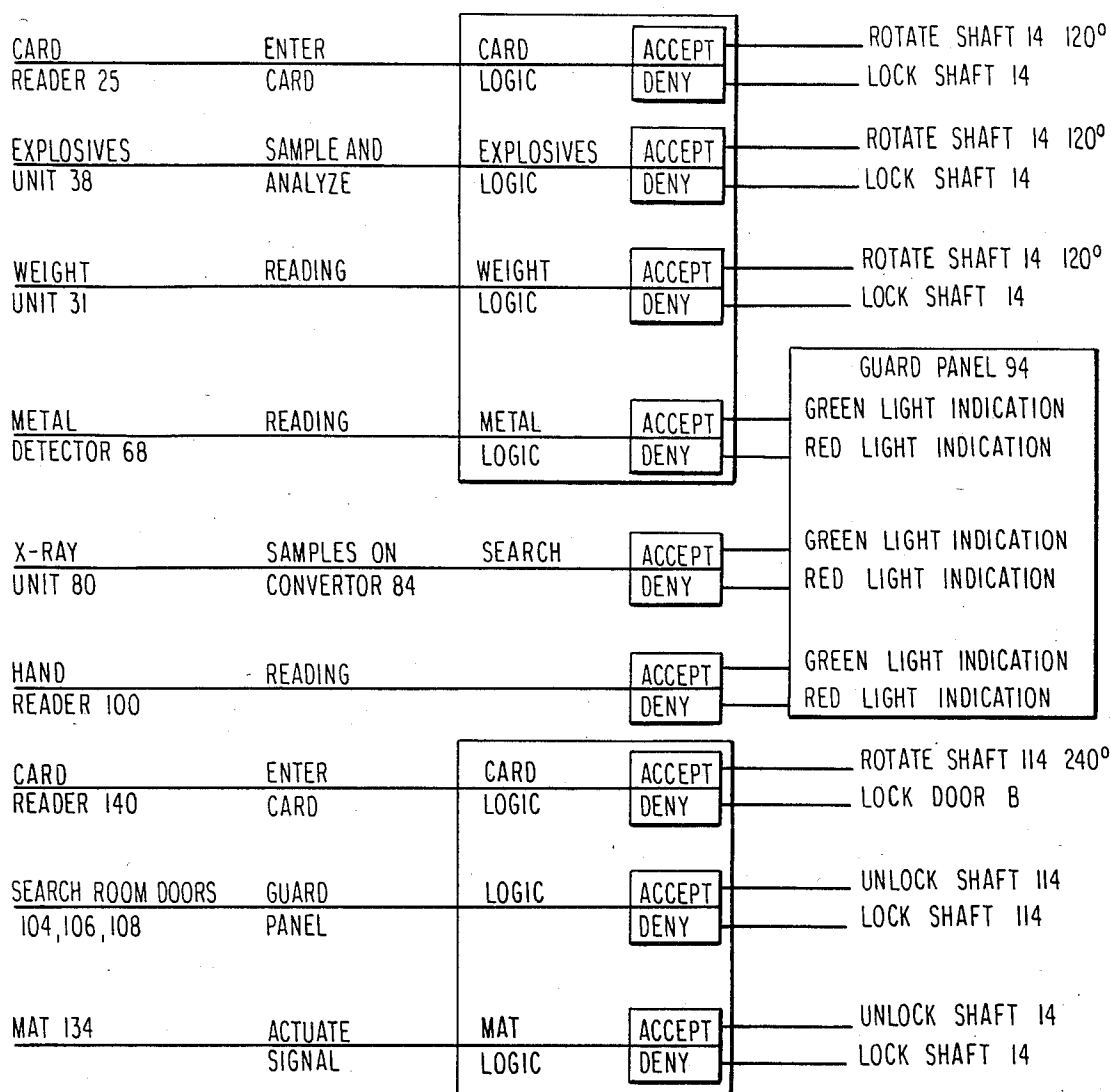 CARD ENTER CARD ACCEPT ROTATE SHAFT 14 120°
READER 25 CARD LOGIC DENY LOCK SHAFT 14
EXPLOSIVES SAMPLE AND EXPLOSIVES ACCEPT ROTATE SHAFT 14 120°
UNIT 38 ANALYZE LOGIC DENY LOCK SHAFT 14
WEIGHT READING WEIGHT ACCEPT ROTATE SHAFT 14 120°
UNIT 31 LOGIC DENY LOCK SHAFT 14
GUARD PANEL 94
METAL READING METAL ACCEPT GREEN LIGHT INDICATION
DETECTOR 68 LOGIC DENY RED LIGHT INDICATION
X-RAY SAMPLES ON SEARCH ACCEPT GREEN LIGHT INDICATION
UNIT 80 CONVERTOR 84 DENY RED LIGHT INDICATION
HAND READING ACCEPT GREEN LIGHT INDICATION
READER 100 DENY RED LIGHT INDICATION
CARD ENTER CARD ACCEPT ROTATE SHAFT 114 240°
READER 140 CARD LOGIC DENY LOCK DOOR B
SEARCH ROOM DOORS GUARD LOGIC ACCEPT UNLOCK SHAFT 114
104,106,108 PANEL DENY LOCK SHAFT 114
MAT 134 ACTUATE MAT ACCEPT UNLOCK SHAFT 14
SIGNAL LOGIC DENY LOCK SHAFT 14